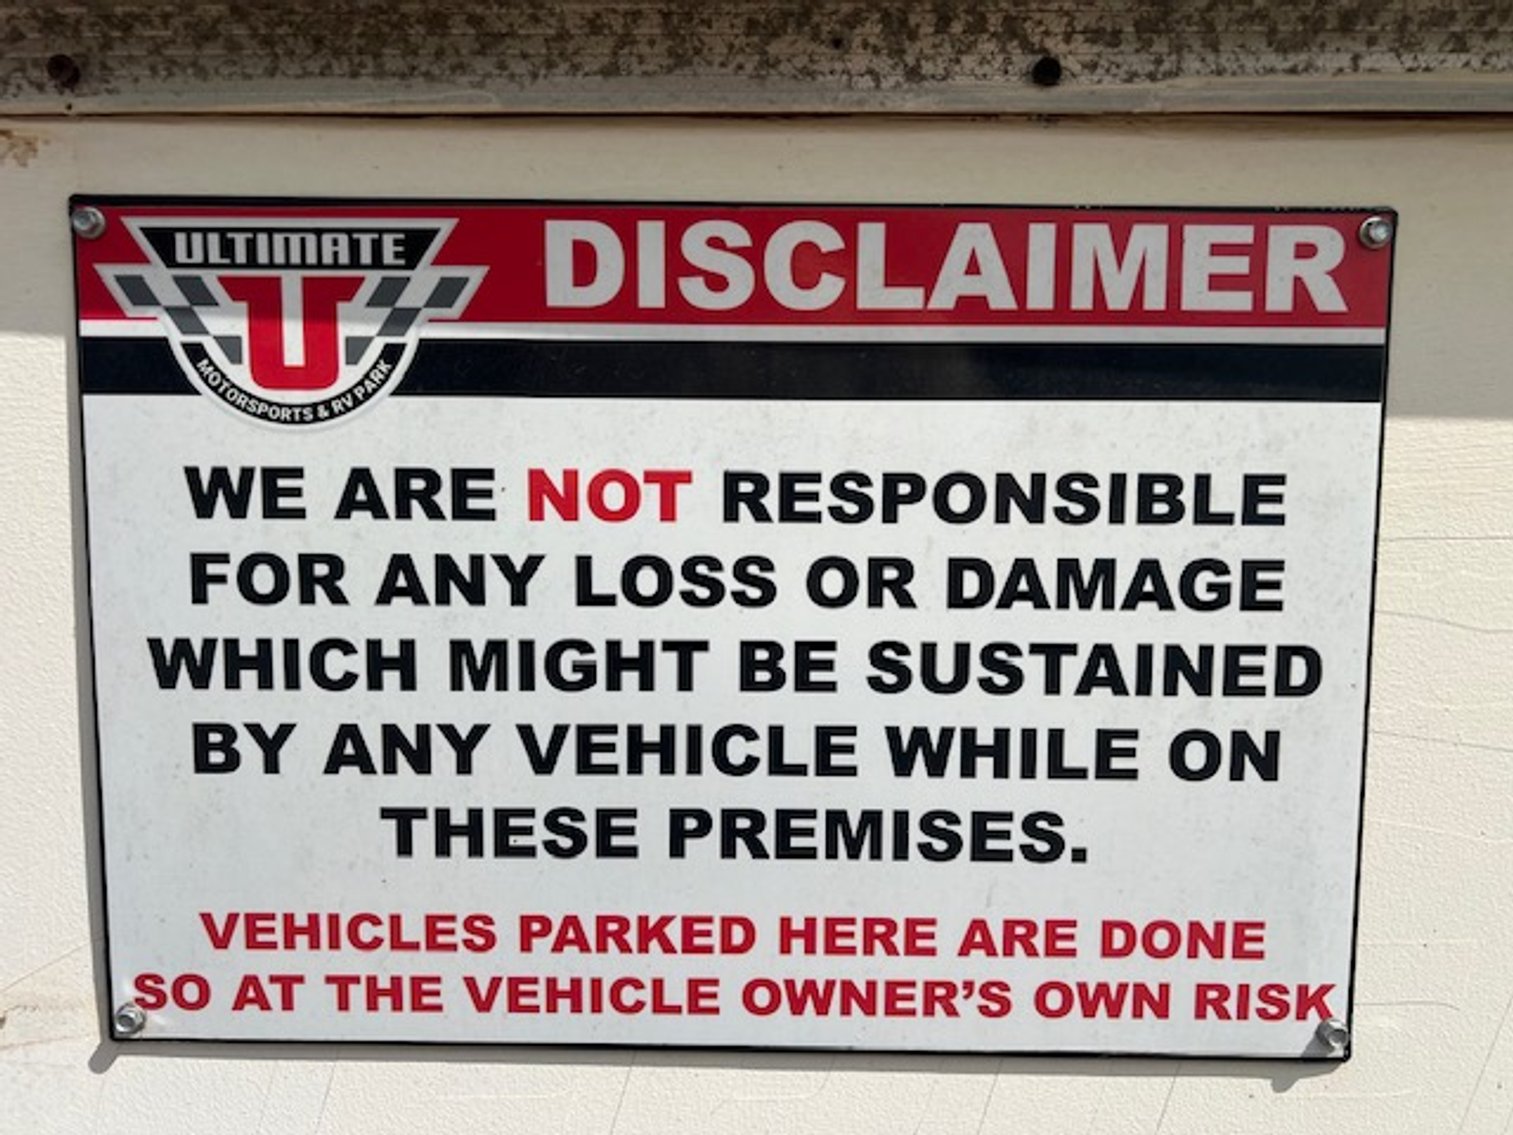 ULTIMATE
U
MOTORSPORTS & RV PARK
DISCLAIMER
WE ARE NOT RESPONSIBLE
FOR ANY LOSS OR DAMAGE
WHICH MIGHT BE SUSTAINED
BY ANY VEHICLE WHILE ON
THESE PREMISES.
VEHICLES PARKED HERE ARE DONE
SO AT THE VEHICLE OWNER'S OWN RISK